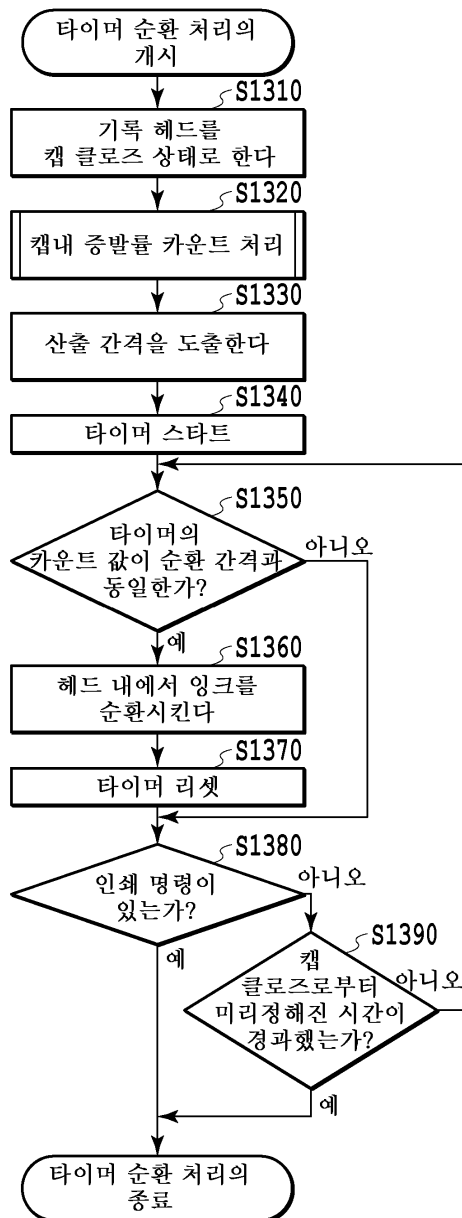 타이머 순환 처리의
개시
S1310
기록 헤드를
캡 클로즈 상태로 한다
S1320
캡내 증발률 카운트 처리
S1330
산출 간격을 도출한다
S1340
타이머 스타트
S1350
타이머의
카운트 값이 순환 간격과
동일한가?
아니오
예
S1360
헤드 내에서 잉크를
순환시킨다
S1370
타이머 리셋
S1380
인쇄 명령이
있는가?
아니오
예
S1390
캡
클로즈로부터
미리정해진 시간이
경과했는가?
아니오
예
타이머 순환 처리의
종료